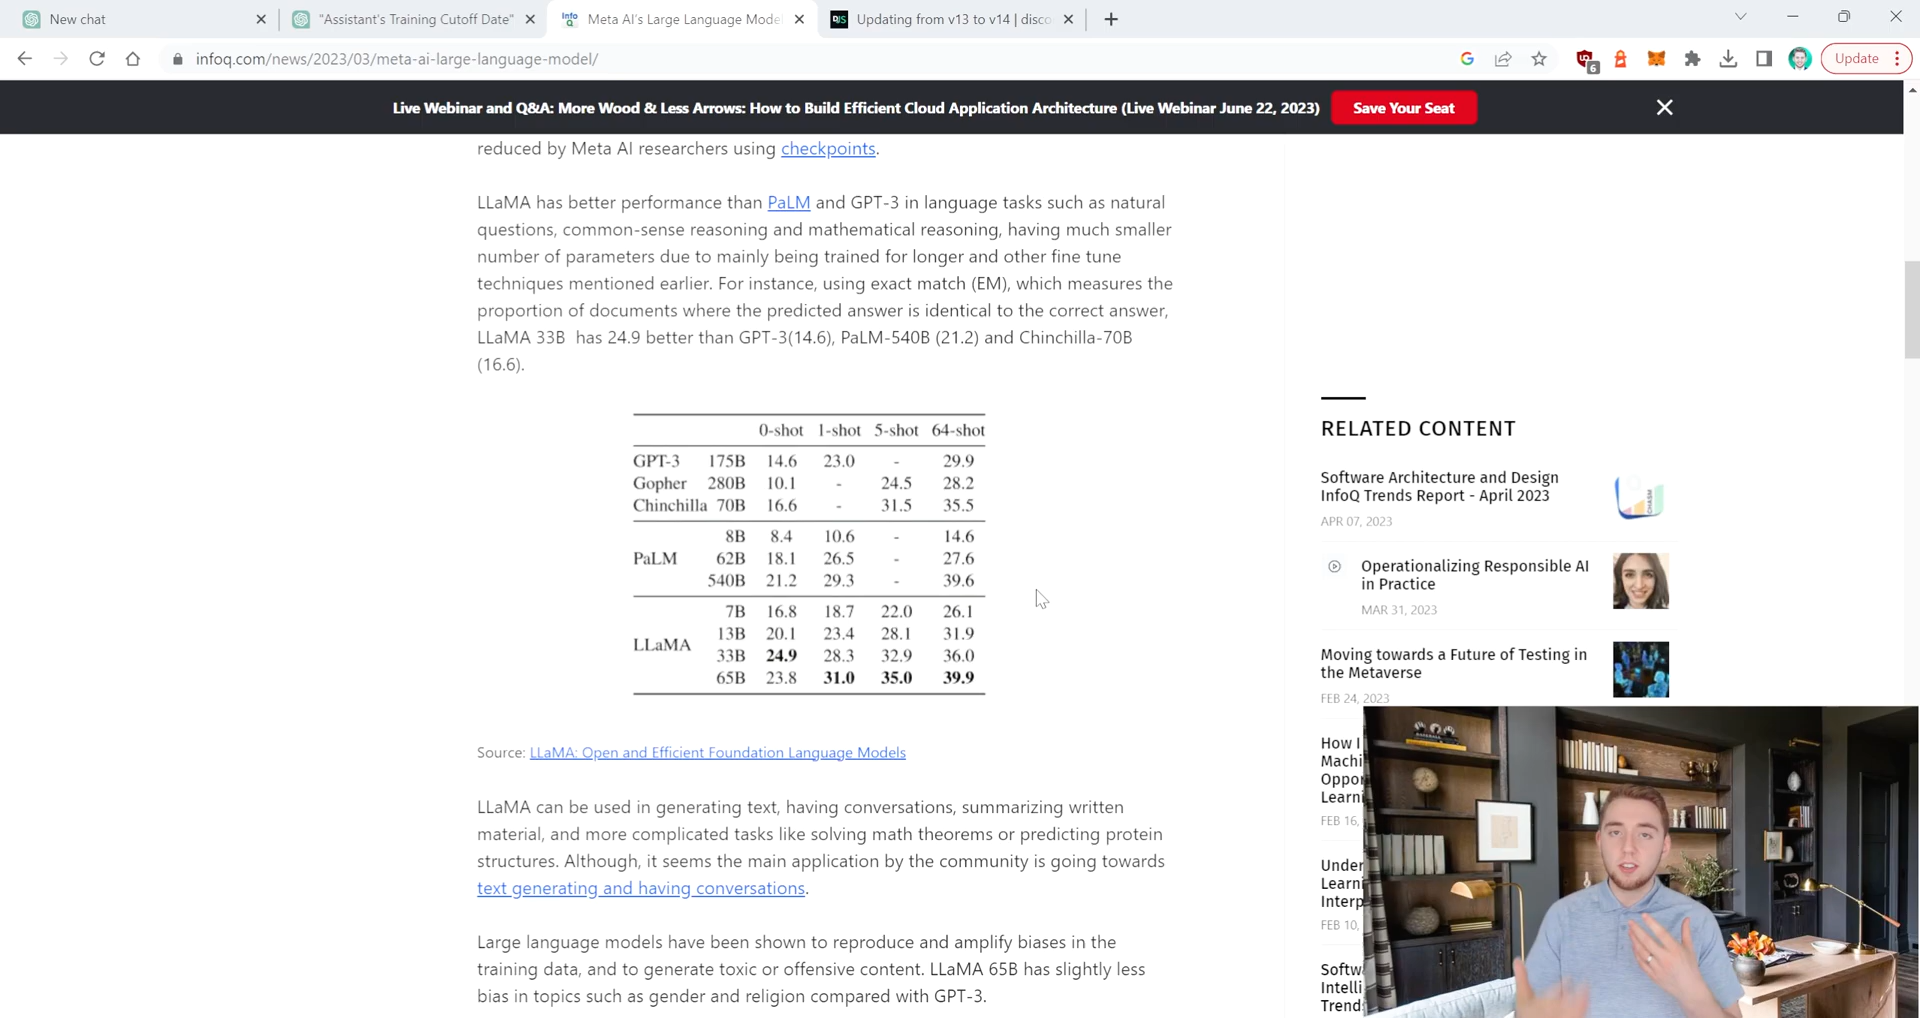 New chat
"Assistant's Training Cutoff Date"
Meta AI's Large Language Mode
Updating from v13 to v14 | disco
infoq.com/news/2023/03/meta-ai-large-language-model/
6
Update
Live Webinar and Q&A: More Wood & Less Arrows: How to Build Efficient Cloud Application Architecture (Live Webinar June 22, 2023)
Save Your Seat
reduced by Meta AI researchers using checkpoints.
LLaMA has better performance than PaLM and GPT-3 in language tasks such as natural
questions, common-sense reasoning and mathematical reasoning, having much smaller
number of parameters due to mainly being trained for longer and other fine tune
techniques mentioned earlier. For instance, using exact match (EM), which measures the
proportion of documents where the predicted answer is identical to the correct answer,
LLaMA 33B has 24.9 better than GPT-3(14.6), PaLM-540B (21.2) and Chinchilla-70B
(16.6).
0-shot 1-shot 5-shot 64-shot
GPT-3 175B 14.6 23.0 - 29.9
Gopher 280B 10.1 - 24.5 28.2
Chinchilla 70B 16.6 - 31.5 35.5
8B 8.4 10.6 - 14.6
PaLM 62B 18.1 26.5 - 27.6
540B 21.2 29.3 - 39.6
7B 16.8 18.7 22.0 26.1
13B 20.1 23.4 28.1 31.9
LLaMA
33B 24.9 28.3 32.9 36.0
65B 23.8 31.0 35.0 39.9
Source: LLaMA: Open and Efficient Foundation Language Models
LLaMA can be used in generating text, having conversations, summarizing written
material, and more complicated tasks like solving math theorems or predicting protein
structures. Although, it seems the main application by the community is going towards
text generating and having conversations.
Large language models have been shown to reproduce and amplify biases in the
training data, and to generate toxic or offensive content. LLaMA 65B has slightly less
bias in topics such as gender and religion compared with GPT-3.
RELATED CONTENT
Software Architecture and Design
InfoQ Trends Report - April 2023
APR 07, 2023
Operationalizing Responsible AI
in Practice
MAR 31, 2023
Moving towards a Future of Testing in
the Metaverse
FEB 24, 2023
How I
Machi
Oppo
Learni
FEB 16,
Under
Learni
Interp
FEB 10,
Softw
Intelli
Trend